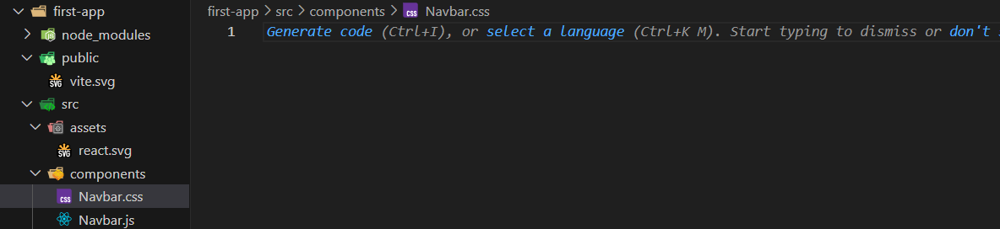 first-app
node_modules
public
vite.svg
src
assets
react.svg
components
Navbar.css
Navbar.js
first-app > src > components > Navbar.css
1 Generate code (Ctrl+I), or select a language (Ctrl+K M). Start typing to dismiss or don't